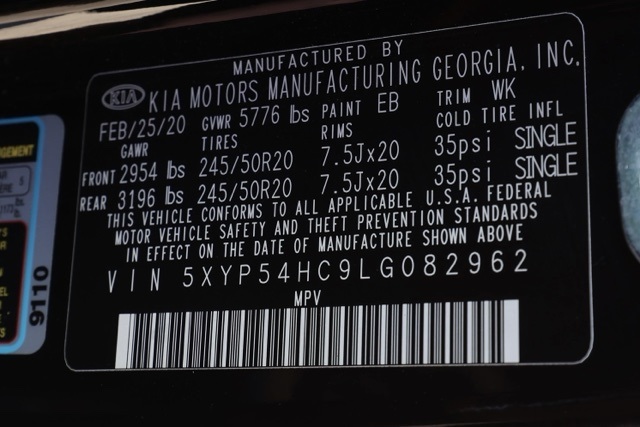 MANUFACTURED BY
KIA KIA MOTORS MANUFACTURING GEORGIA, INC.
FEB/25/20 GVWR 5776 lbs PAINT EB TRIM WK
GAWR TIRES RIMS COLD TIRE INFL
FRONT 2954 lbs 245/50R20 7.5Jx20 35psi SINGLE
REAR 3196 lbs 245/50R20 7.5Jx20 35psi SINGLE
THIS VEHICLE CONFORMS TO ALL APPLICABLE U.S.A. FEDERAL
MOTOR VEHICLE SAFETY AND THEFT PREVENTION STANDARDS
IN EFFECT ON THE DATE OF MANUFACTURE SHOWN ABOVE
VIN 5XYP54HC9LG082962
MPV
9110